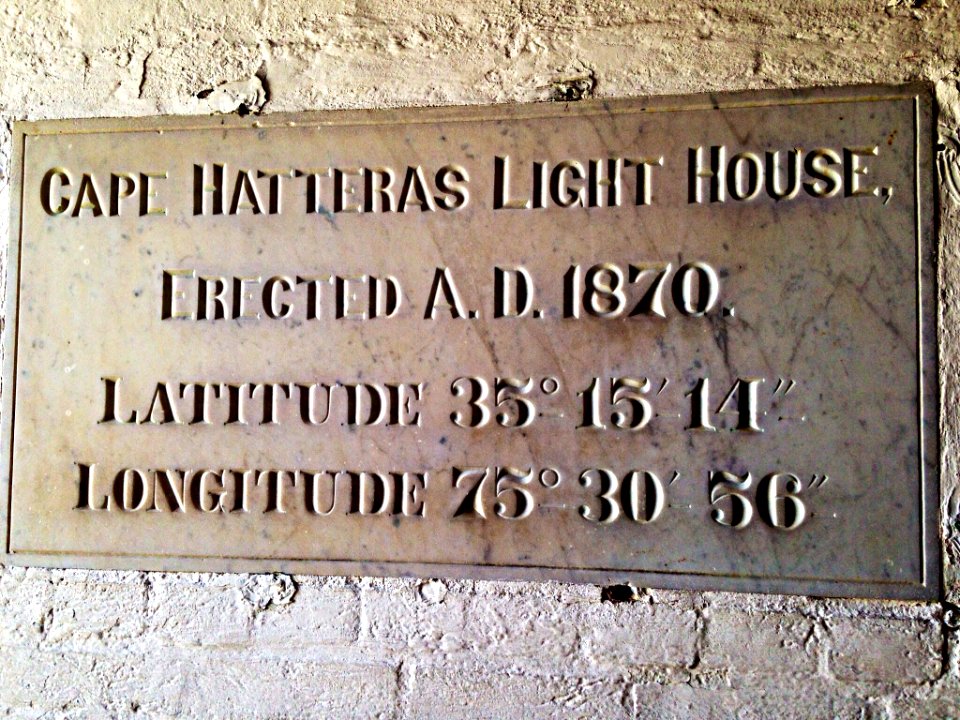 CAPE HATTERAS LIGHT HOUSE,
ERECTED A.D. 1870.
LATITUDE 35°-15′-14″
LONGITUDE 75°-30′-56″